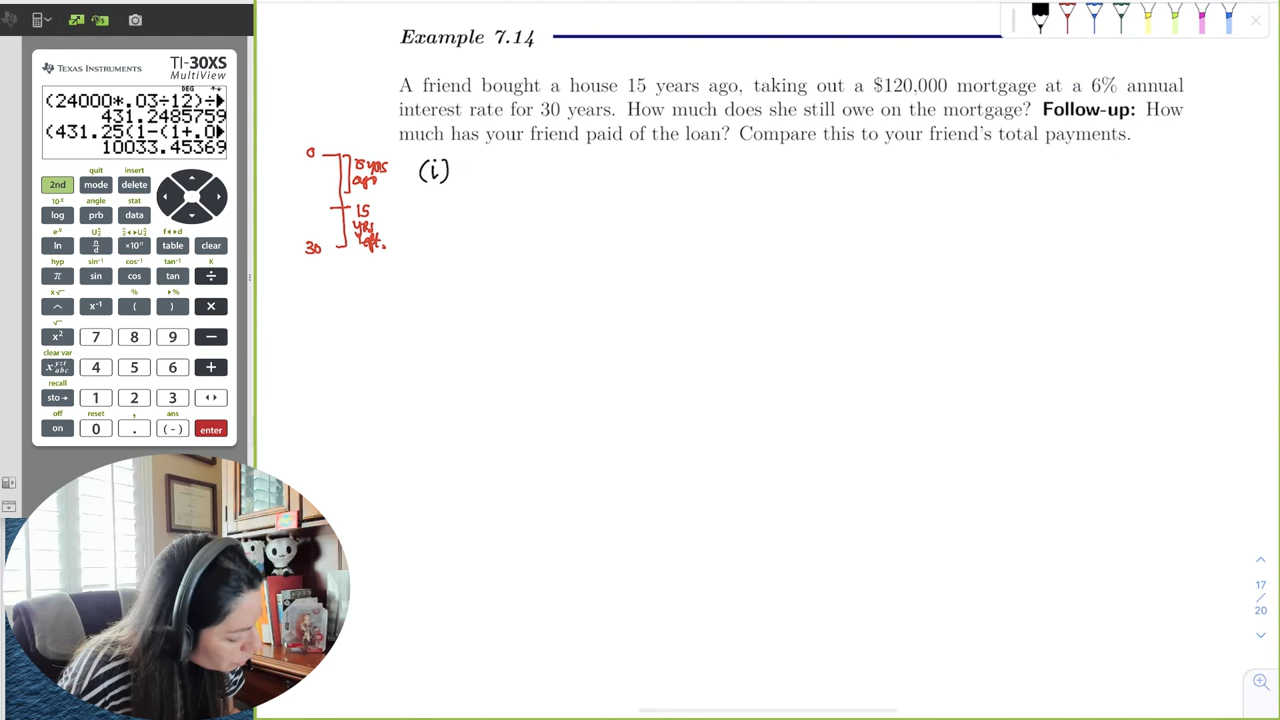 Example 7.14
A friend bought a house 15 years ago, taking out a $120,000 mortgage at a 6% annual
interest rate for 30 years. How much does she still owe on the mortgage? Follow-up: How
much has your friend paid of the loan? Compare this to your friend's total payments.
0
15 yrs
ago
(i)
15
yrs
left.
30
TEXAS INSTRUMENTS
TI-30XS
MultiView
DEG
(24000*.03÷12)÷
431.2485759
(431.25(1-(1+.0
10033.45369
quit insert
2nd mode delete
10ˣ angle stat
log prb data
eˣ
ln n/d ×10ⁿ table clear
hyp sin⁻¹ cos⁻¹ tan⁻¹ K
π sin cos tan ÷
x√‾ % ▸%
^ x⁻¹ ( ) ×
√‾
x² 7 8 9 −
clear var
x yzt abc 4 5 6 +
recall
sto→ 1 2 3 ◂▸
off reset , ans
on 0 . (-) enter
17
/
20